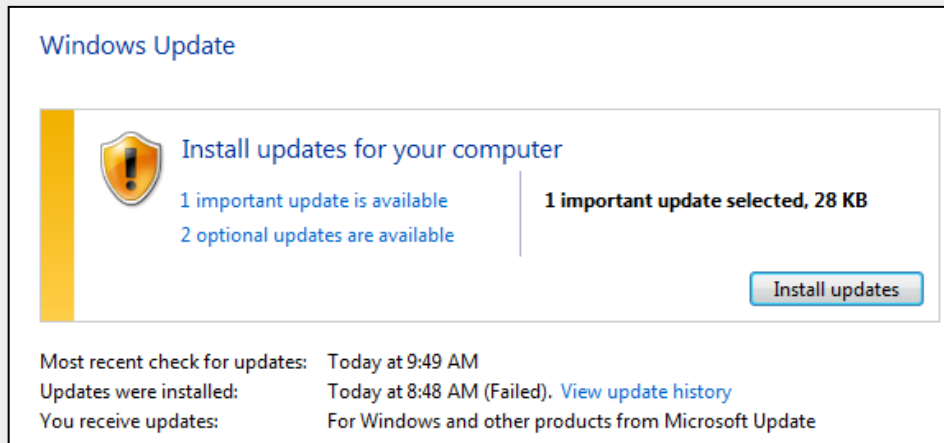 Windows Update
Install updates for your computer
1 important update is available
1 important update selected, 28 KB
2 optional updates are available
Install updates
Most recent check for updates: Today at 9:49 AM
Updates were installed: Today at 8:48 AM (Failed). View update history
You receive updates: For Windows and other products from Microsoft Update